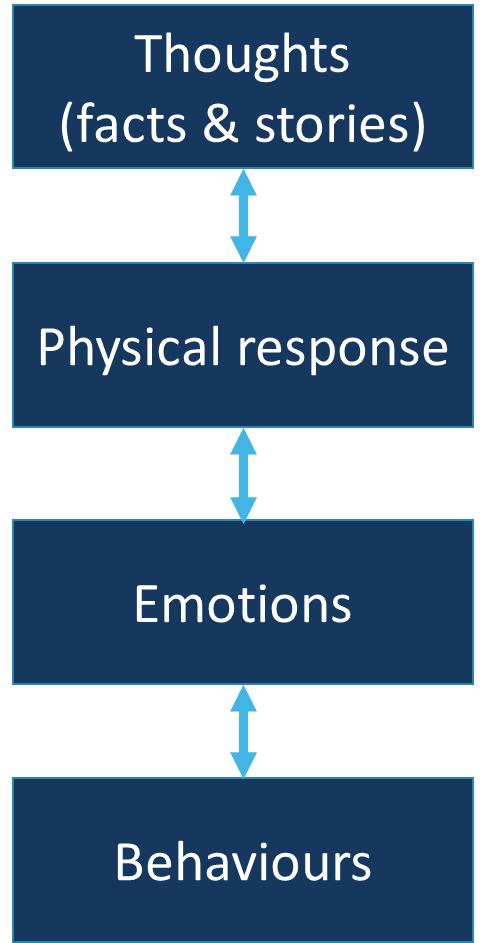 Thoughts
(facts & stories)
Physical response
Emotions
Behaviours